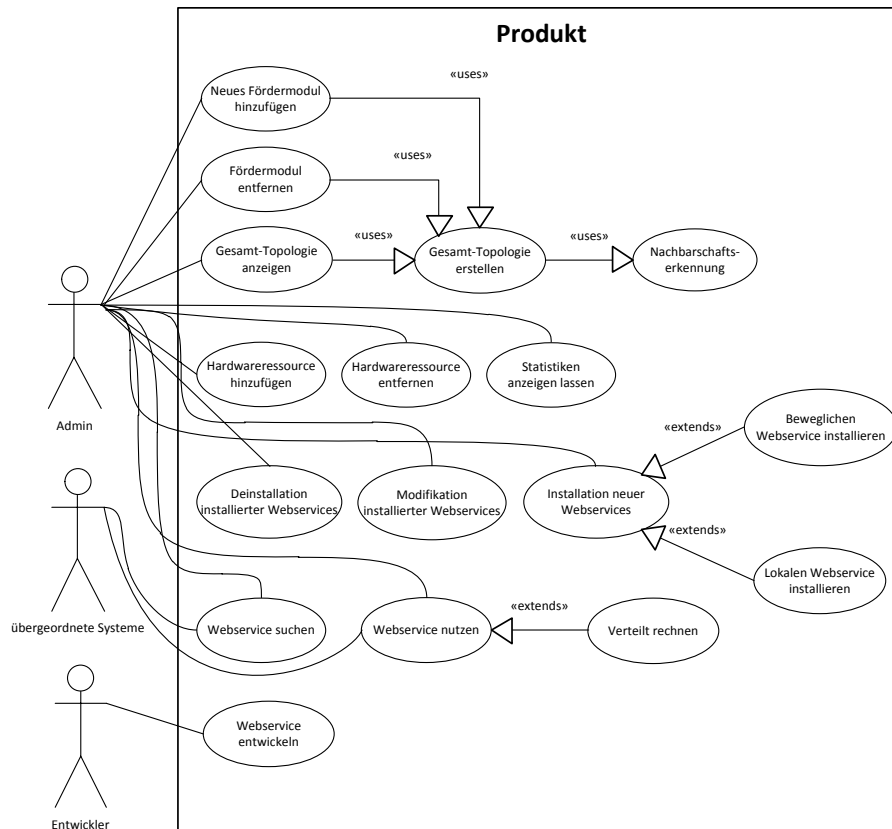 Produkt
«uses»
Neues Fördermodul
hinzufügen
«uses»
Fördermodul
entfernen
«uses»
«uses»
Gesamt-Topologie
anzeigen
Gesamt-Topologie
erstellen
Nachbarschafts-
erkennung
Hardwareressource
hinzufügen
Hardwareressource
entfernen
Statistiken
anzeigen lassen
Admin
«extends»
Beweglichen
Webservice installieren
Deinstallation
installierter Webservices
Modifikation
installierter Webservices
Installation neuer
Webservices
«extends»
Lokalen Webservice
installieren
übergeordnete Systeme
Webservice suchen
Webservice nutzen
«extends»
Verteilt rechnen
Webservice
entwickeln
Entwickler